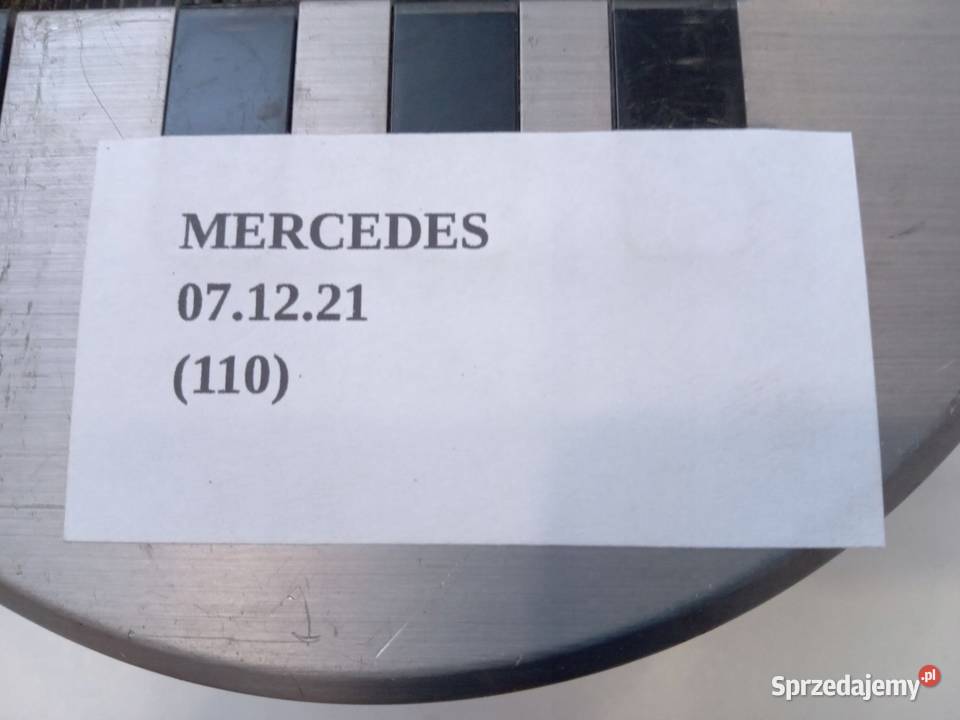 MERCEDES
07.12.21
(110)
Sprzedajemy.pl